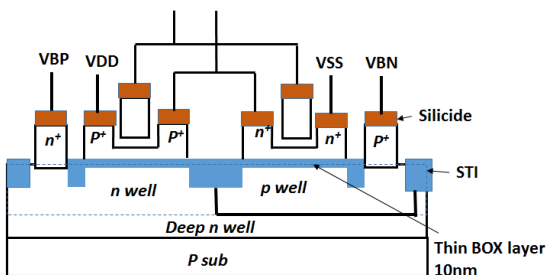 VBP VDD VSS VBN
n+ P+ P+ n+ n+ P+ Silicide
n well p well STI
Deep n well
P sub
Thin BOX layer
10nm